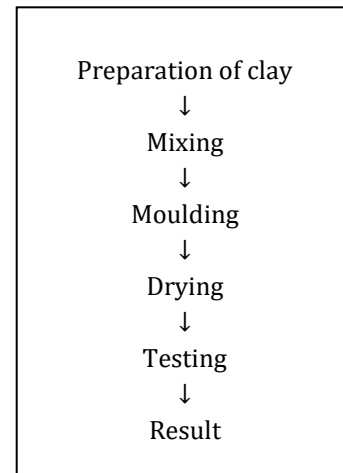 Preparation of clay
↓
Mixing
↓
Moulding
↓
Drying
↓
Testing
↓
Result